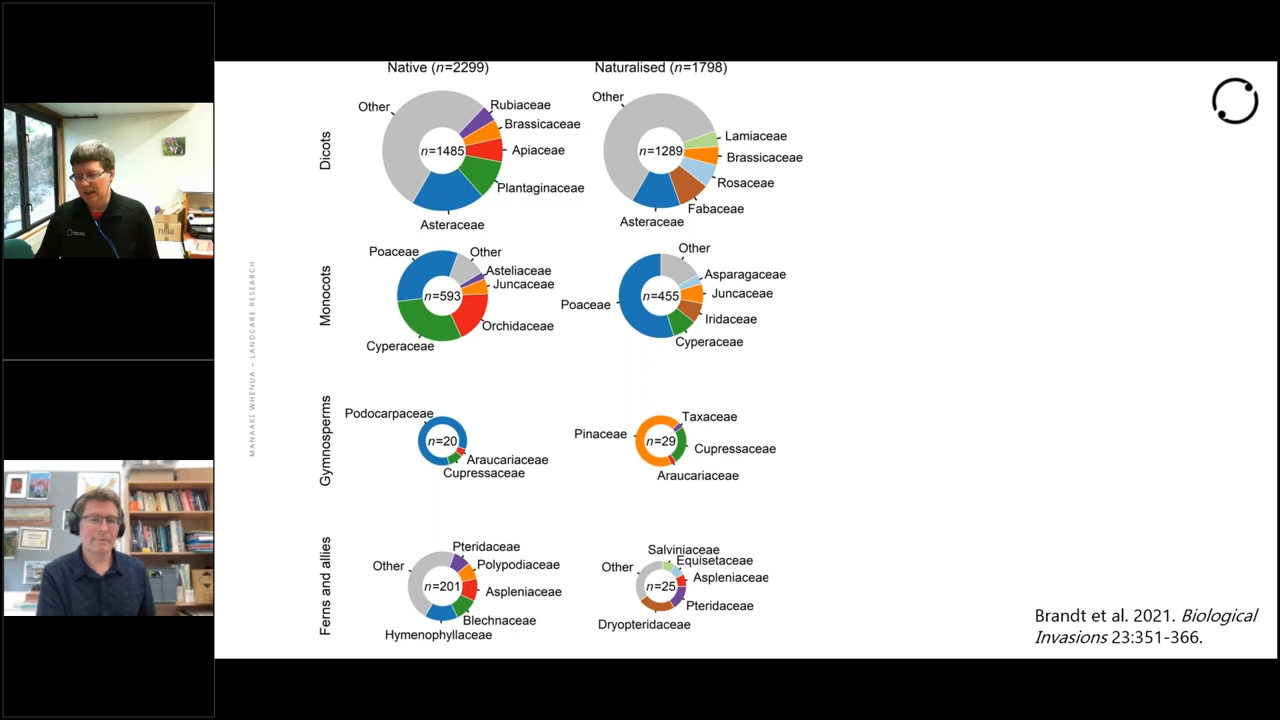 Native (n=2299)
Naturalised (n=1798)
Dicots
Other
Rubiaceae
Brassicaceae
n=1485
Apiaceae
Plantaginaceae
Asteraceae
Other
Lamiaceae
n=1289
Brassicaceae
Rosaceae
Fabaceae
Asteraceae
Monocots
Poaceae
Other
Asteliaceae
Juncaceae
n=593
Orchidaceae
Cyperaceae
Other
Asparagaceae
Juncaceae
n=455
Poaceae
Iridaceae
Cyperaceae
Gymnosperms
Podocarpaceae
n=20
Araucariaceae
Cupressaceae
Taxaceae
Pinaceae
n=29
Cupressaceae
Araucariaceae
Ferns and allies
Pteridaceae
Other
Polypodiaceae
n=201
Aspleniaceae
Blechnaceae
Hymenophyllaceae
Salviniaceae
Equisetaceae
Other
Aspleniaceae
n=25
Pteridaceae
Dryopteridaceae
MANAAKI WHENUA – LANDCARE RESEARCH
Brandt et al. 2021. Biological
Invasions 23:351-366.